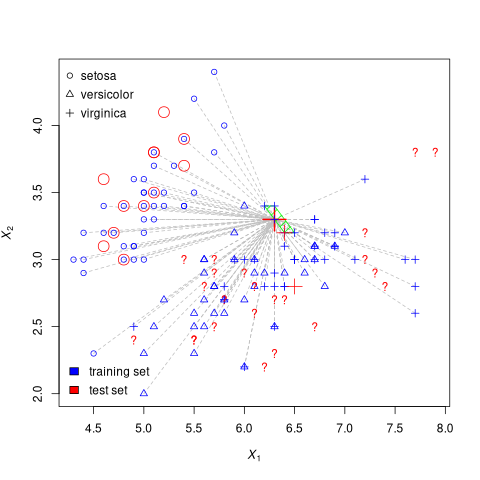 setosa
versicolor
virginica
X2
4.0
3.5
3.0
2.5
2.0
training set
test set
4.5 5.0 5.5 6.0 6.5 7.0 7.5 8.0
X1
? ? ? ? ? ? ? ? ? ? ? ? ? ? ? ? ? ? ? ? ?